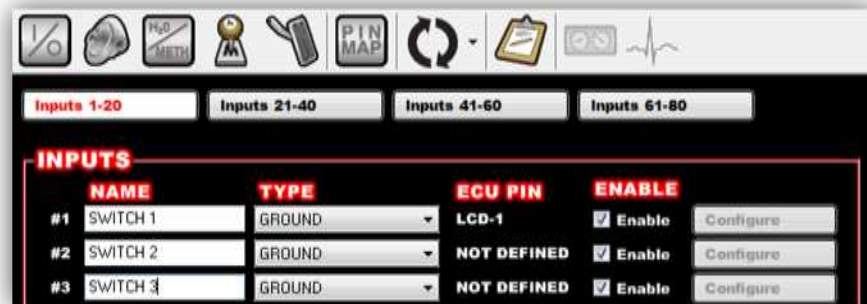 I/O H2O METH PIN MAP
Inputs 1-20 Inputs 21-40 Inputs 41-60 Inputs 61-80
INPUTS
NAME TYPE ECU PIN ENABLE
#1 SWITCH 1 GROUND LCD-1 Enable Configure
#2 SWITCH 2 GROUND NOT DEFINED Enable Configure
#3 SWITCH 3 GROUND NOT DEFINED Enable Configure